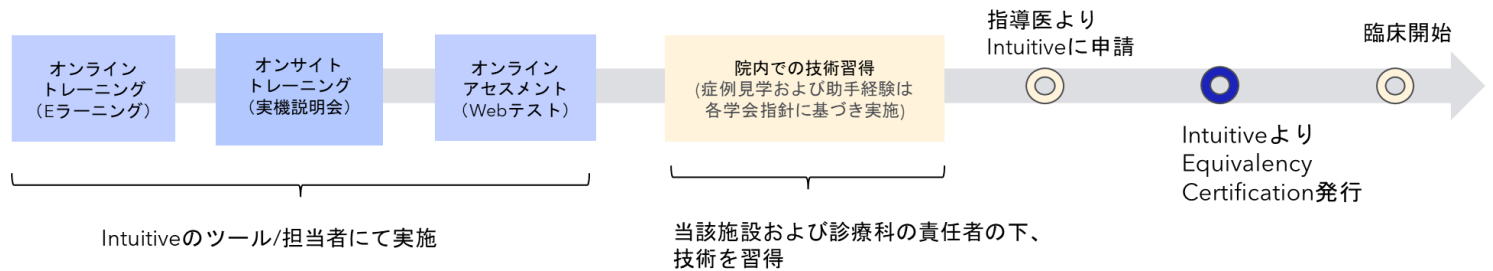 オンライン
トレーニング
（Eラーニング）
オンサイト
トレーニング
（実機説明会）
オンライン
アセスメント
（Webテスト）
院内での技術習得
(症例見学および助手経験は
各学会指針に基づき実施)
指導医より
Intuitiveに申請
臨床開始
Intuitiveより
Equivalency
Certification発行
Intuitiveのツール/担当者にて実施
当該施設および診療科の責任者の下、
技術を習得